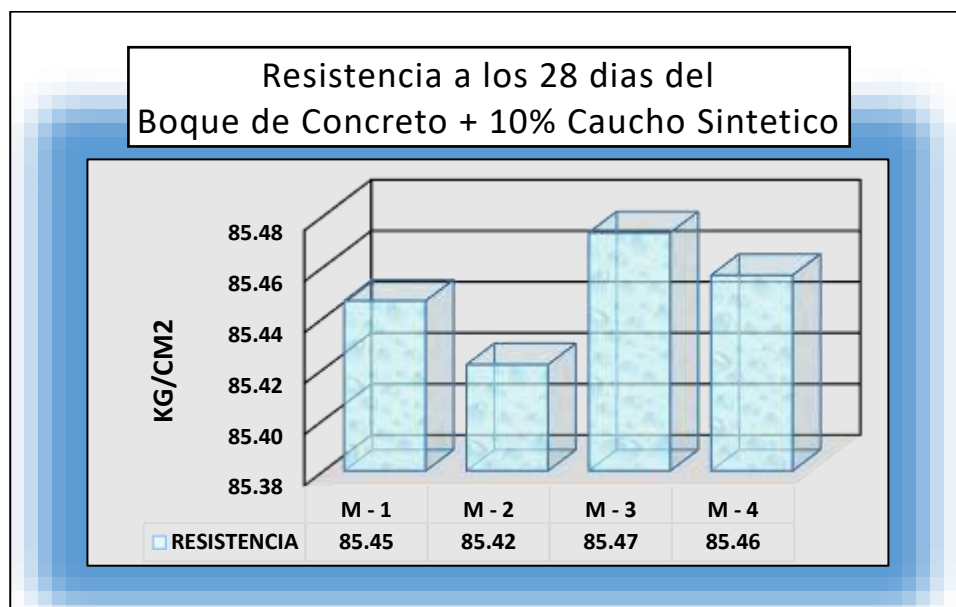 Resistencia a los 28 dias del
Boque de Concreto + 10% Caucho Sintetico
KG/CM2
85.48
85.46
85.44
85.42
85.40
85.38
M - 1 M - 2 M - 3 M - 4
RESISTENCIA 85.45 85.42 85.47 85.46